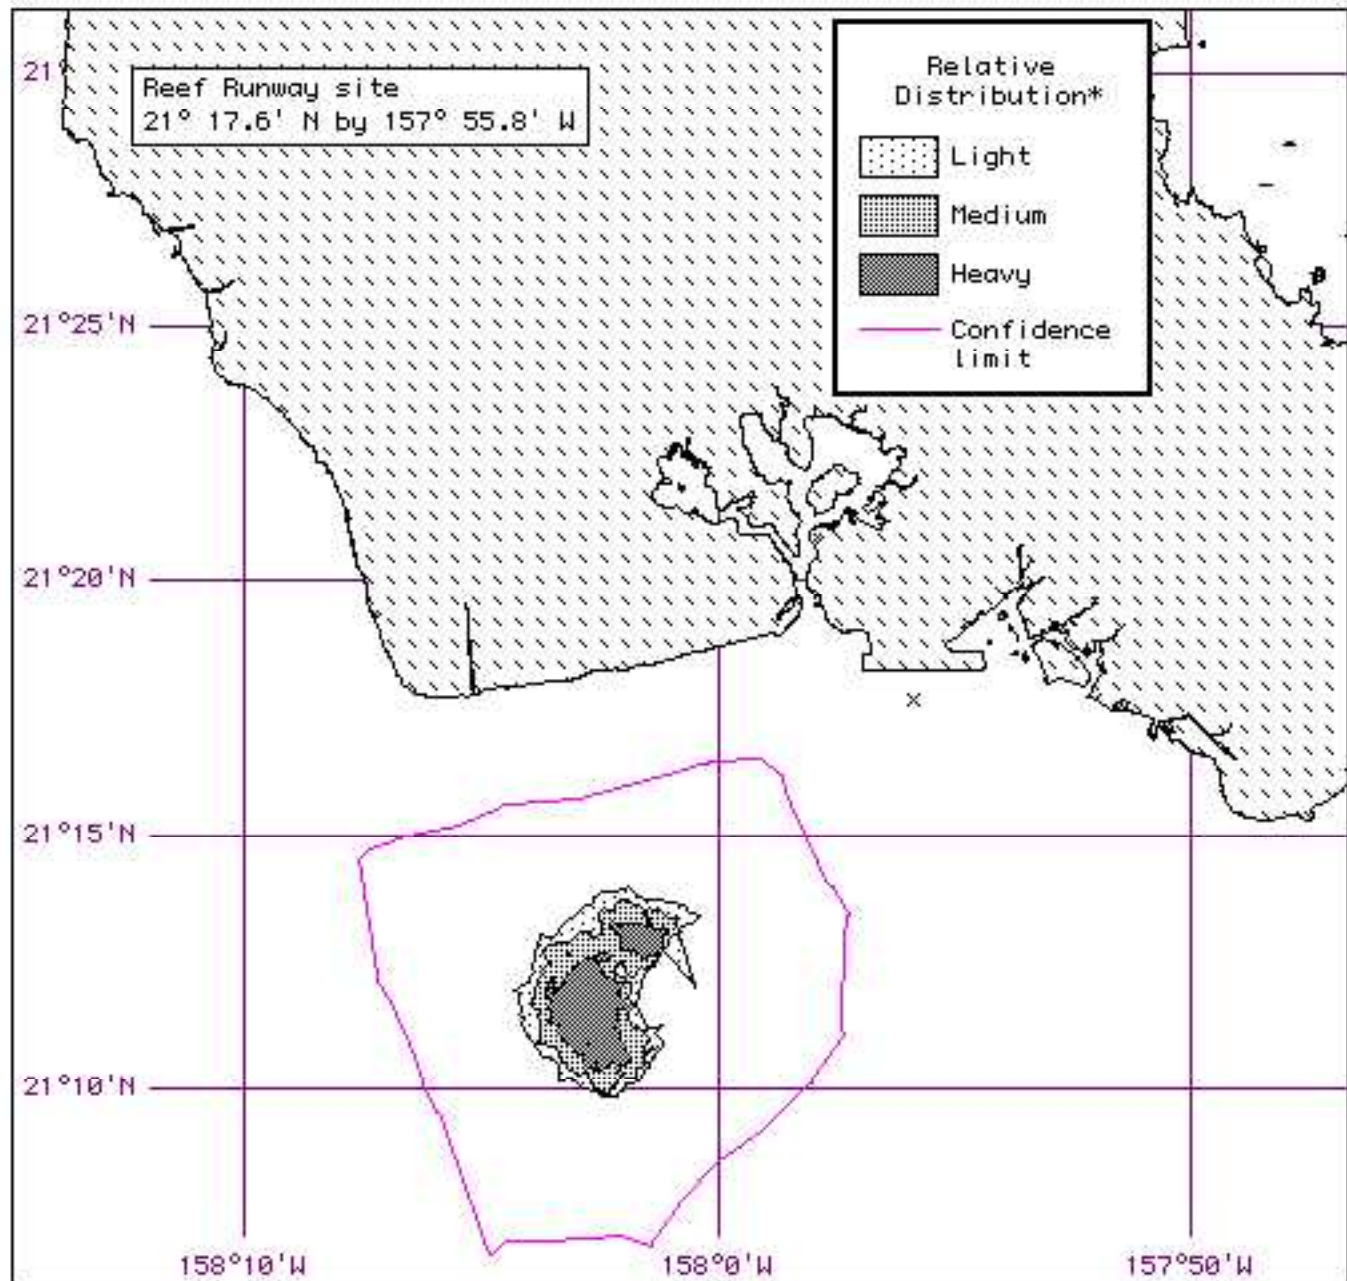 21
Reef Runway site
21° 17.6' N by 157° 55.8' W
Relative
Distribution*
Light
Medium
Heavy
Confidence
limit
21°25'N
21°20'N
21°15'N
21°10'N
158°10'W
158°0'W
157°50'W